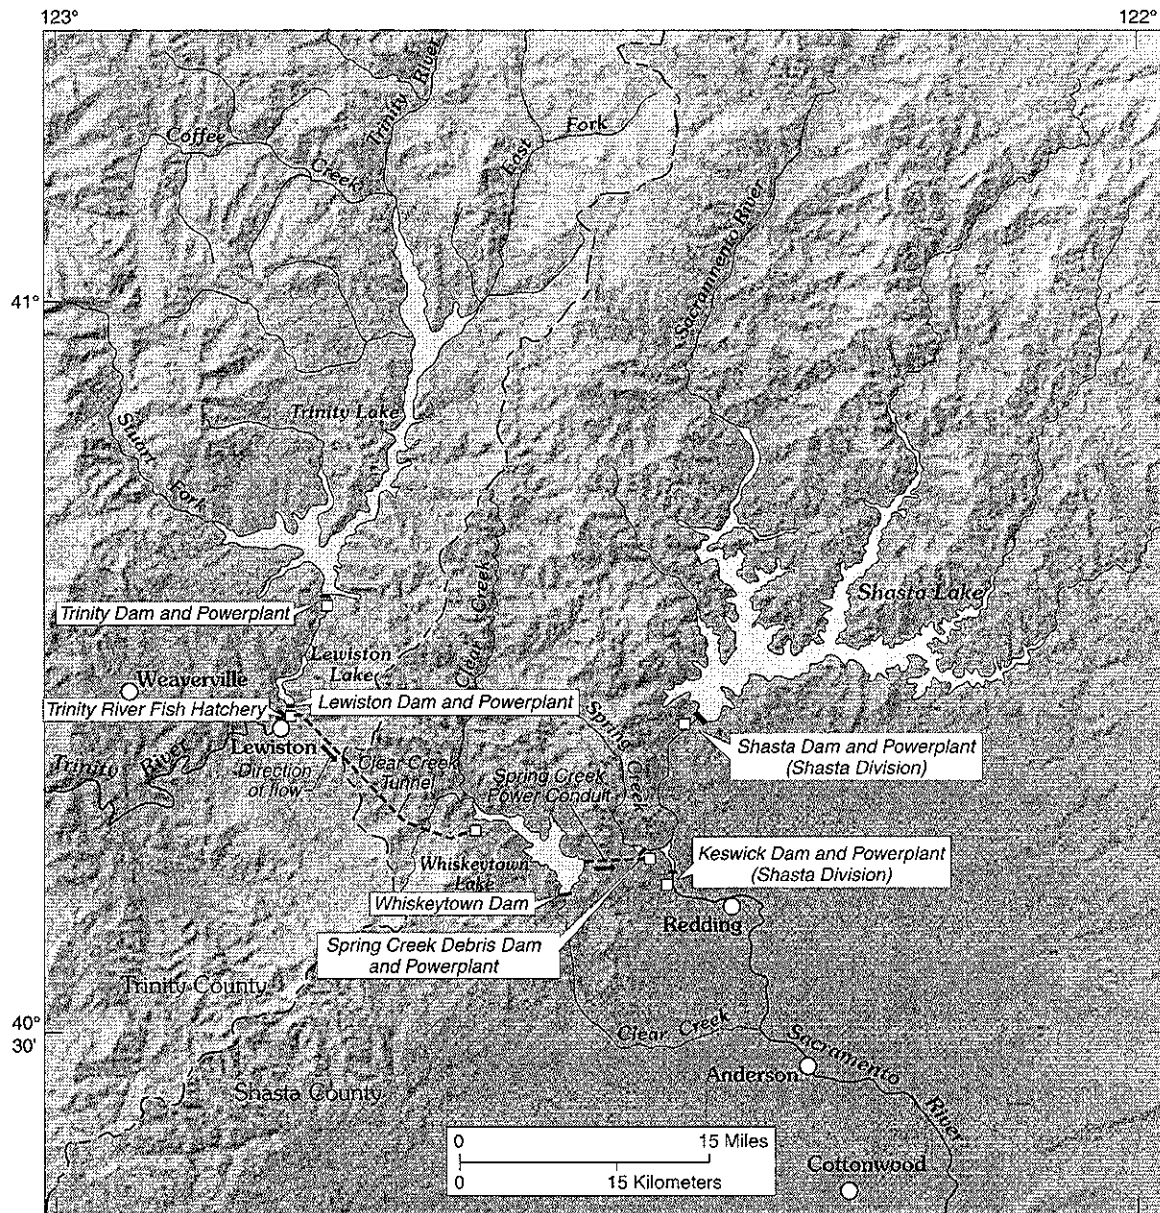 123°
122°
Trinity River
Coffee
Creek
East
Fork
Sacramento River
41°
Trinity Lake
Stuart
Fork
Clear Creek
Shasta Lake
Trinity Dam and Powerplant
Lewiston
Lake
Weaverville
Trinity River Fish Hatchery
Lewiston Dam and Powerplant
Lewiston
Spring Creek
Shasta Dam and Powerplant
(Shasta Division)
Trinity River
Direction
of flow
Clear Creek
Tunnel
Spring Creek
Power Conduit
Keswick Dam and Powerplant
(Shasta Division)
Whiskeytown
Lake
Whiskeytown Dam
Redding
Spring Creek Debris Dam
and Powerplant
Trinity County
40°
30'
Clear Creek
Sacramento
River
Anderson
Shasta County
0 15 Miles
0 15 Kilometers
Cottonwood